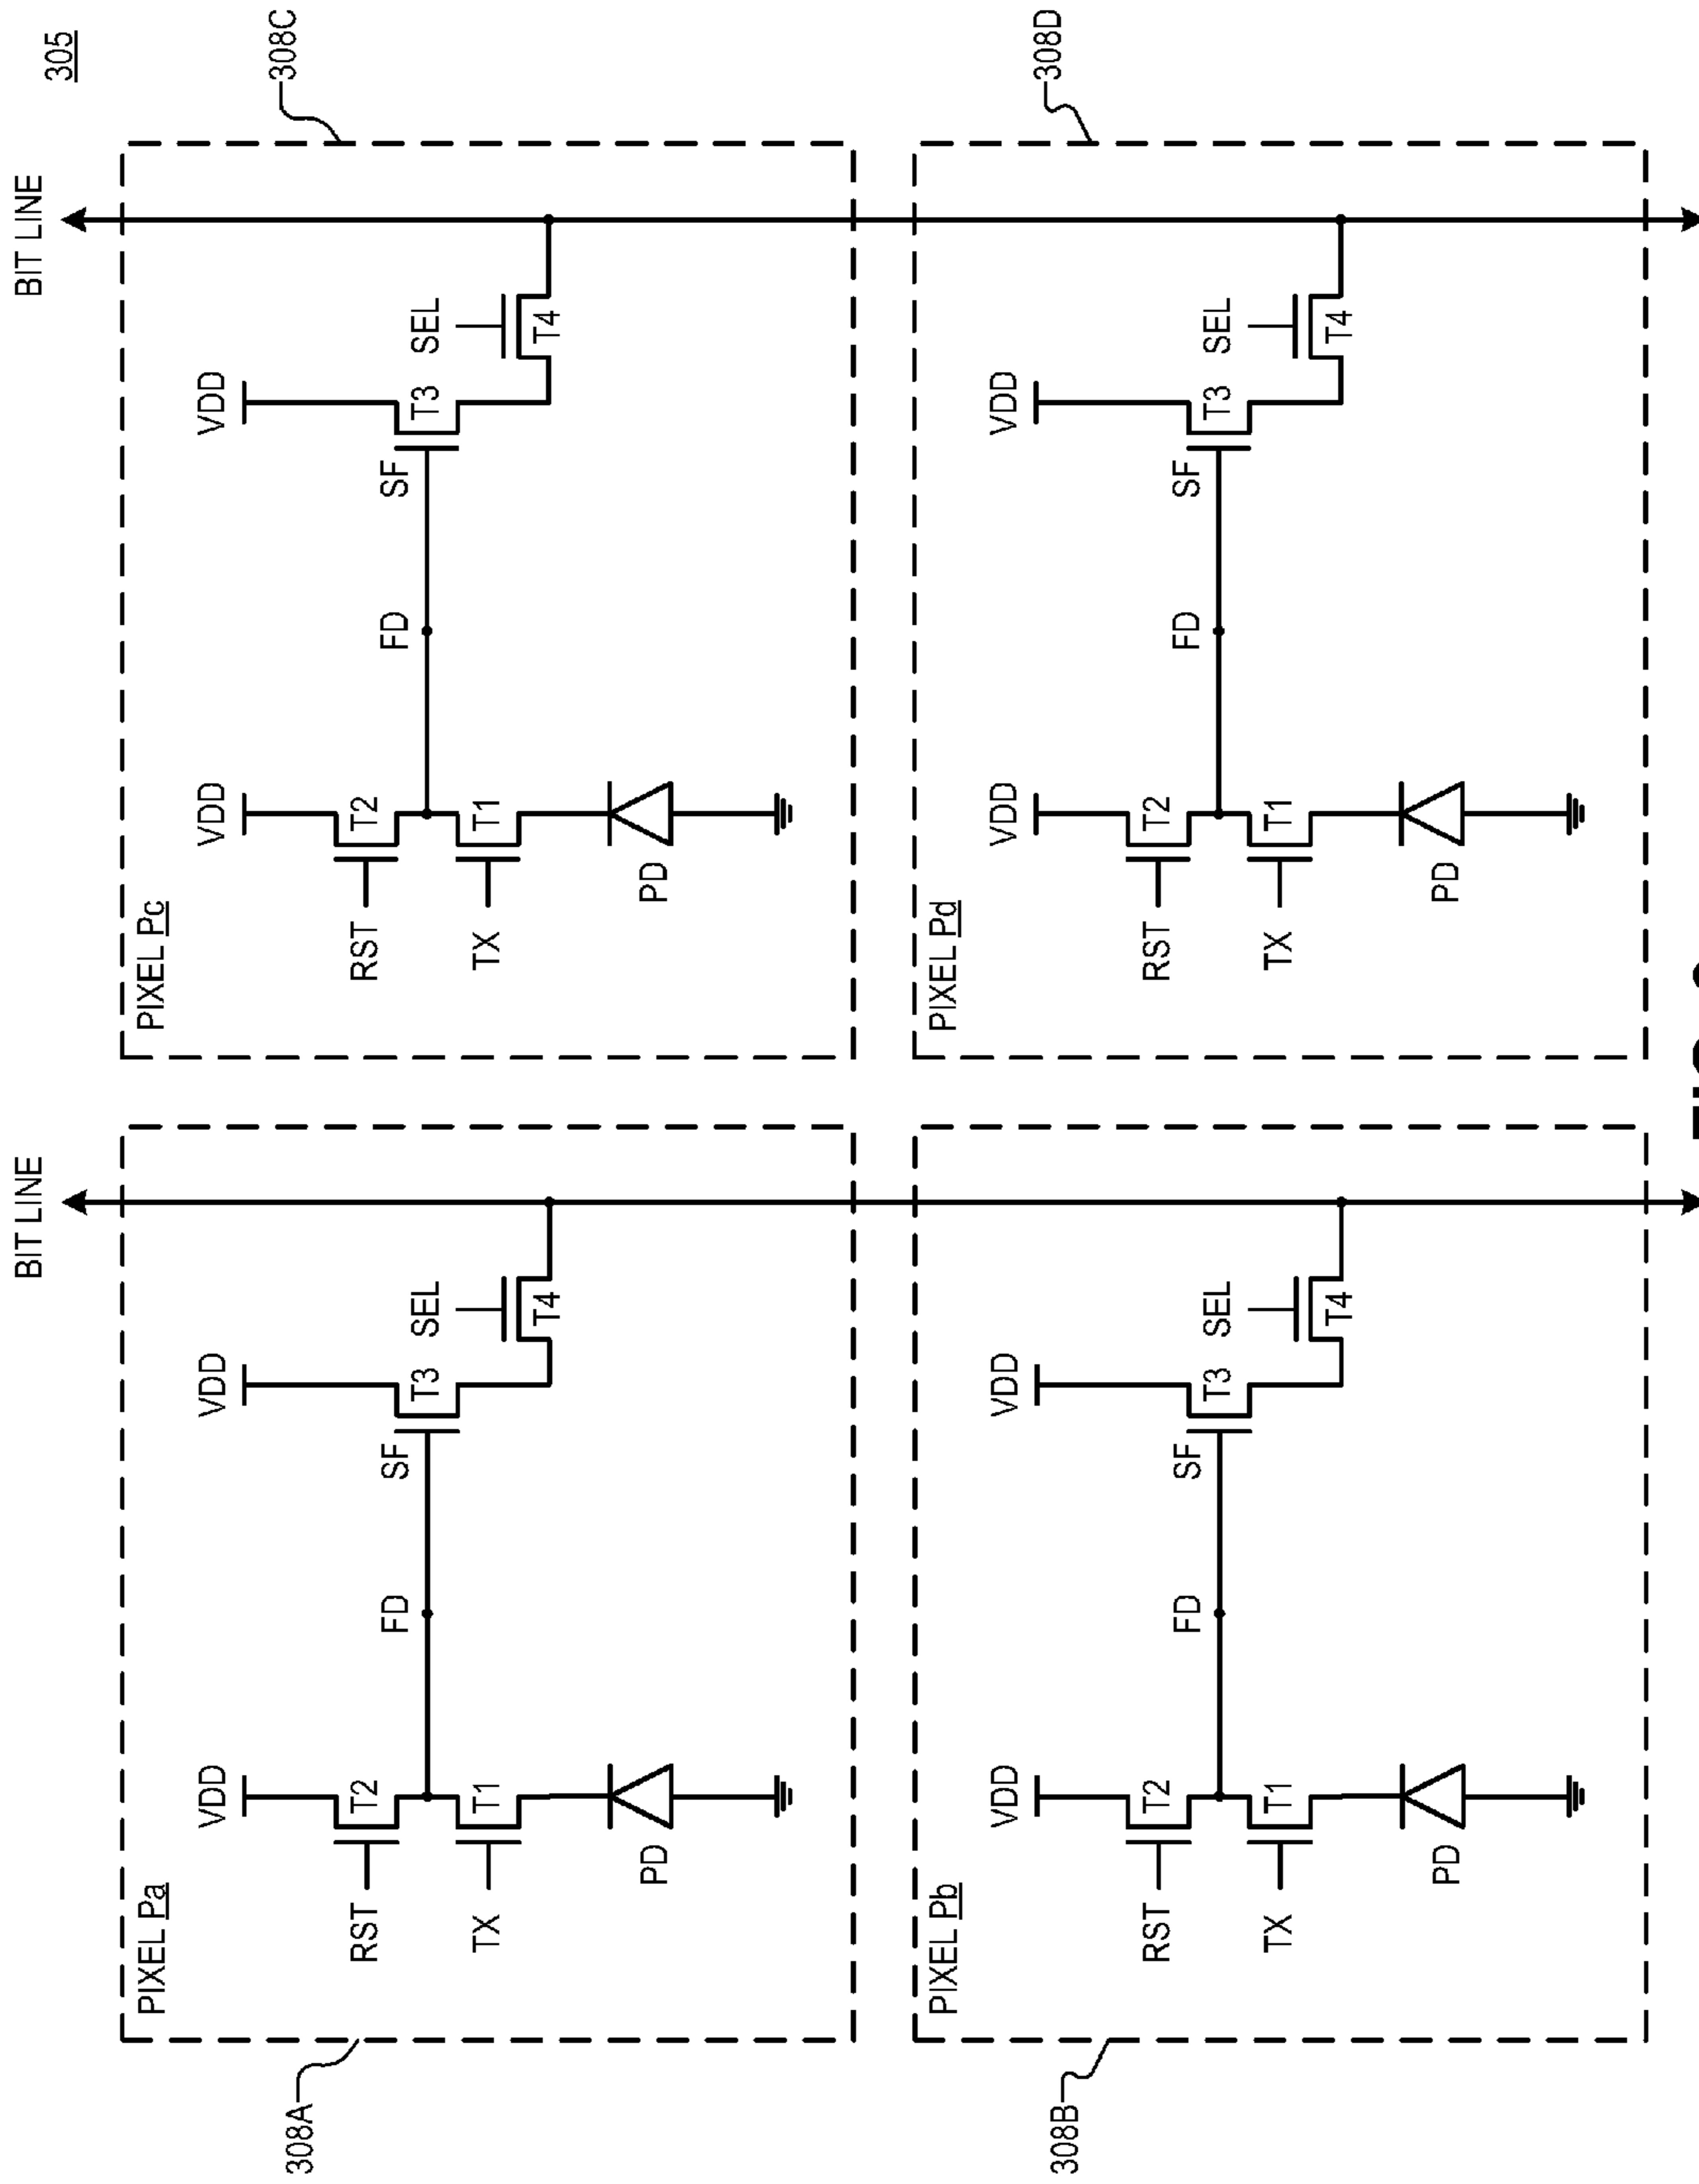 BIT LINE
BIT LINE
305
PIXEL Pa
VDD
VDD
RST
T2
TX
T1
FD
SF
T3
SEL
T4
PD
308A
PIXEL Pc
VDD
VDD
RST
T2
TX
T1
FD
SF
T3
SEL
T4
PD
308C
PIXEL Pb
VDD
VDD
RST
T2
TX
T1
FD
SF
T3
SEL
T4
PD
308B
PIXEL Pd
VDD
VDD
RST
T2
TX
T1
FD
SF
T3
SEL
T4
PD
308D